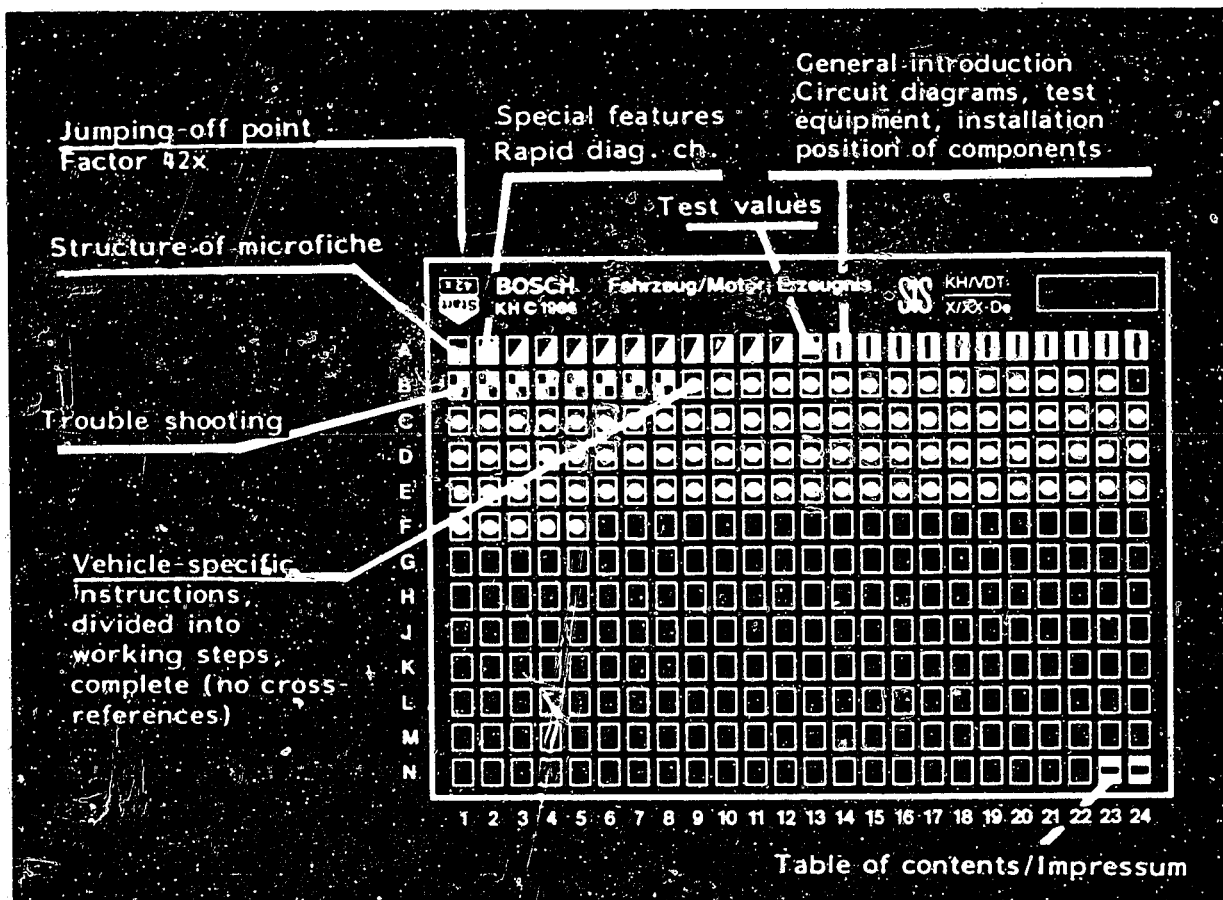 General introduction
Circuit diagrams, test
equipment, installation
position of components
Special features
Rapid diag. ch.
Jumping-off point
Factor 42x
Test values
Structure of microfiche
Start
42x
BOSCH
KH C 1986
Fahrzeug/Motor: Erzeugnis
SIS
KH/VDT
X/XX-De
A
B
Trouble shooting
C
D
E
F
Vehicle-specific
instructions,
divided into
working steps,
complete (no cross-
references)
G
H
J
K
L
M
N
1 2 3 4 5 6 7 8 9 10 11 12 13 14 15 16 17 18 19 20 21 22 23 24
Table of contents/Impressum